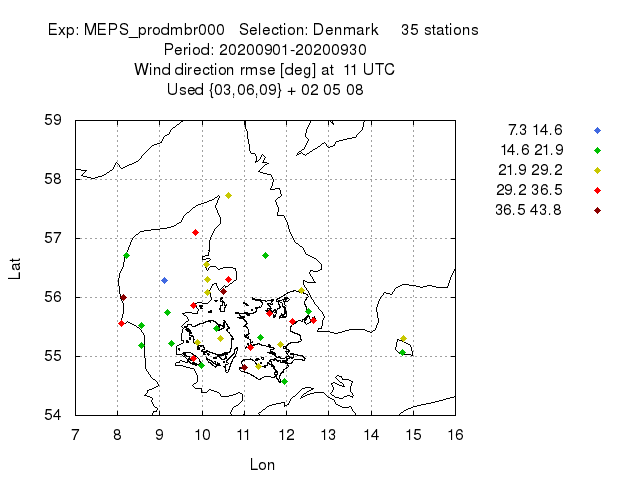 Exp: MEPS_prodmbr000 Selection: Denmark 35 stations
Period: 20200901-20200930
Wind direction rmse [deg] at 11 UTC
Used {03,06,09} + 02 05 08
7.3 14.6
14.6 21.9
21.9 29.2
29.2 36.5
36.5 43.8
59
58
57
56
55
54
Lat
7 8 9 10 11 12 13 14 15 16
Lon